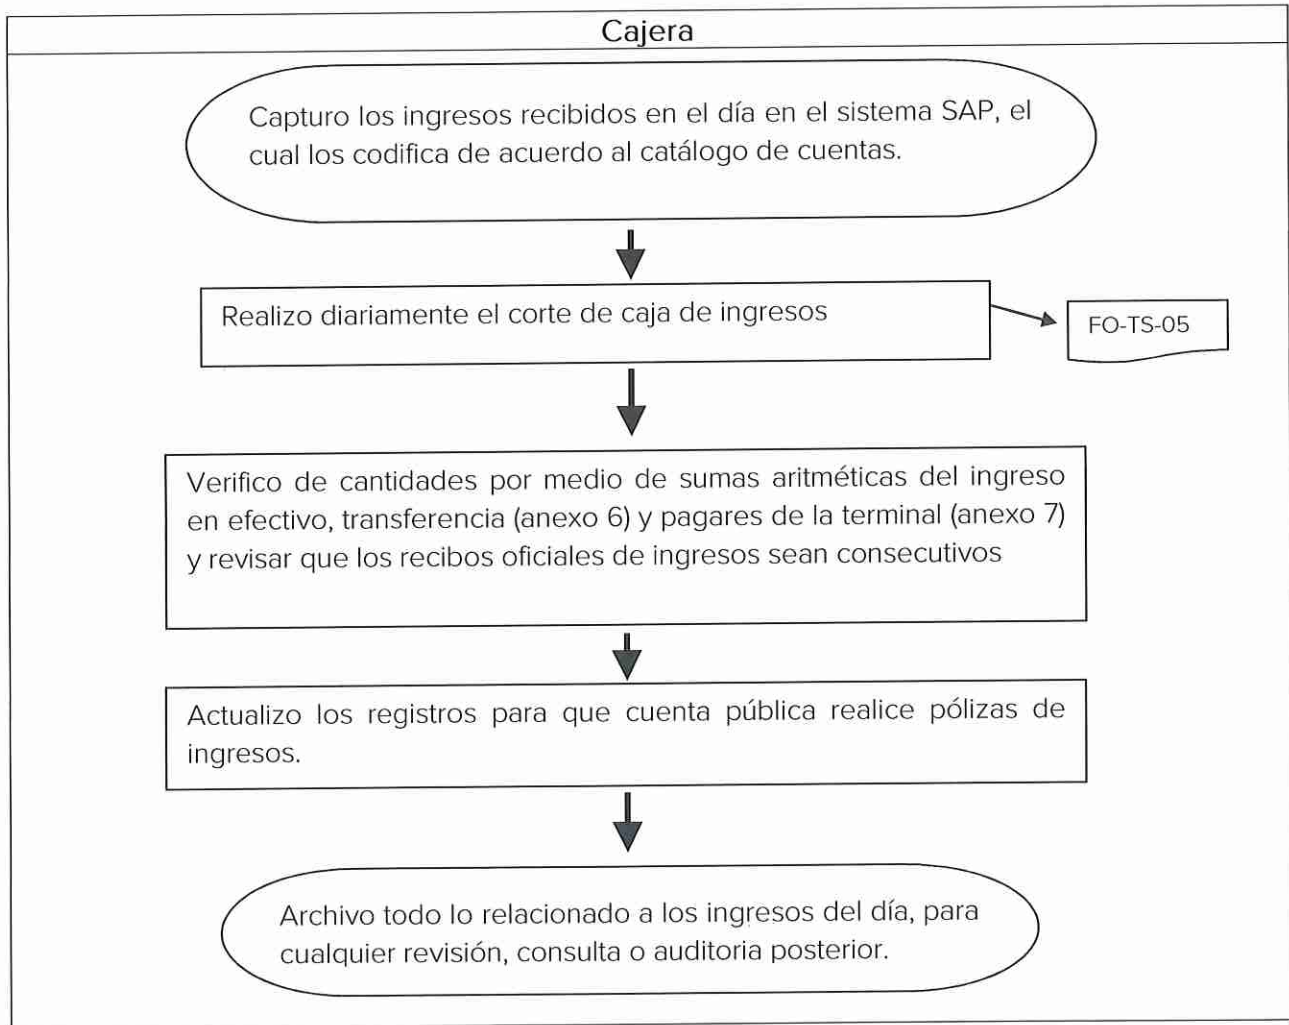 Cajera
Capturo los ingresos recibidos en el día en el sistema SAP, el
cual los codifica de acuerdo al catálogo de cuentas.
Realizo diariamente el corte de caja de ingresos
FO-TS-05
Verifico de cantidades por medio de sumas aritméticas del ingreso
en efectivo, transferencia (anexo 6) y pagares de la terminal (anexo 7)
y revisar que los recibos oficiales de ingresos sean consecutivos
Actualizo los registros para que cuenta pública realice pólizas de
ingresos.
Archivo todo lo relacionado a los ingresos del día, para
cualquier revisión, consulta o auditoria posterior.